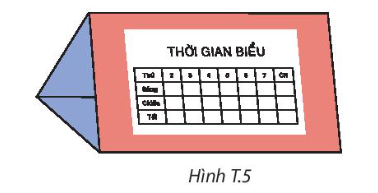 THỜI GIAN BIỂU
Thứ 2 3 4 5 6 7 CN
Sáng
Chiều
Tối
Hình T.5